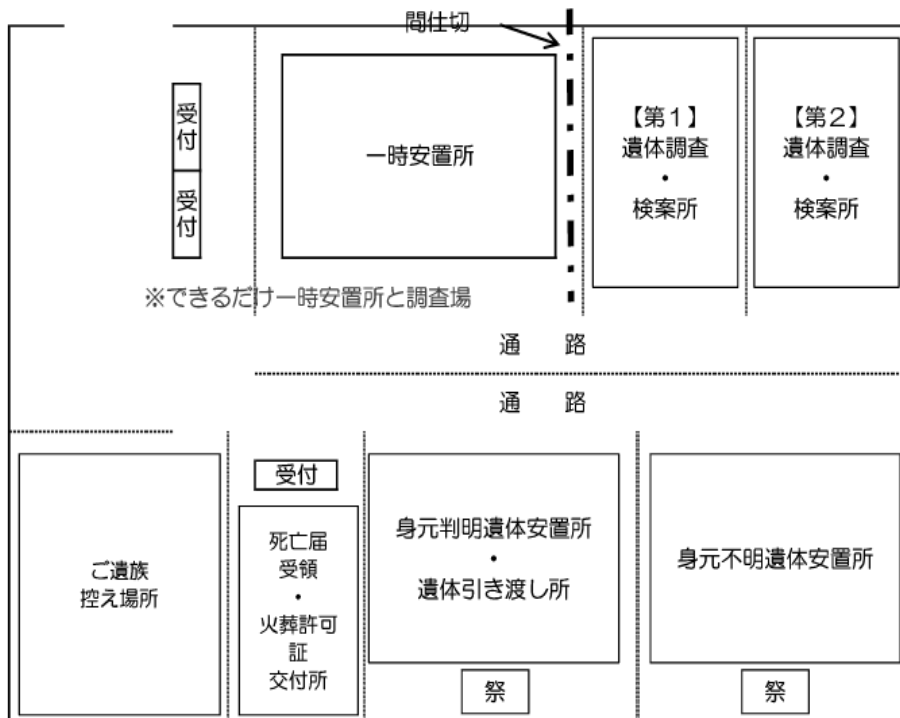 間仕切
受付
受付
一時安置所
【第1】
遺体調査
・
検案所
【第2】
遺体調査
・
検案所
※できるだけ一時安置所と調査場
通　路
通　路
ご遺族
控え場所
受付
死亡届
受領
・
火葬許可
証
交付所
身元判明遺体安置所
・
遺体引き渡し所
祭
身元不明遺体安置所
祭